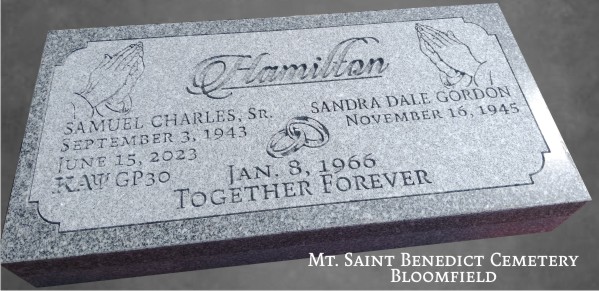 Hamilton
SAMUEL CHARLES, SR.
SEPTEMBER 3, 1943
JUNE 15, 2023
ΚΑΨ GP30
SANDRA DALE GORDON
NOVEMBER 16, 1945
JAN. 8, 1966
TOGETHER FOREVER
MT. SAINT BENEDICT CEMETERY
BLOOMFIELD